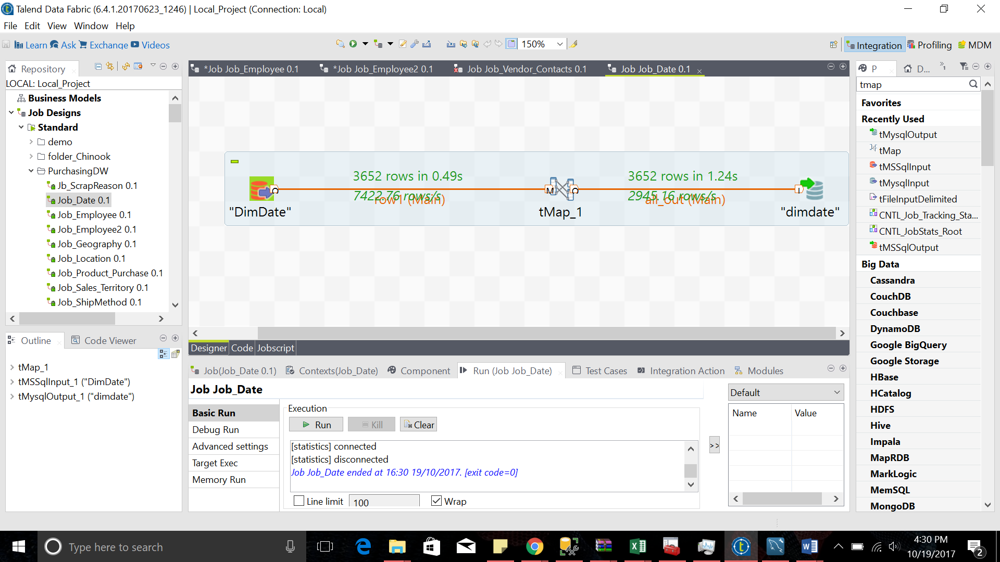 Talend Data Fabric (6.4.1.20170623_1246) | Local_Project (Connection: Local)
File Edit View Window Help
Learn Ask Exchange Videos
150%
Integration Profiling MDM
Repository
LOCAL: Local_Project
Business Models
Job Designs
Standard
demo
folder_Chinook
PurchasingDW
Jb_ScrapReason 0.1
Job_Date 0.1
Job_Employee 0.1
Job_Employee2 0.1
Job_Geography 0.1
Job_Location 0.1
Job_Product_Purchase 0.1
Job_Sales_Territory 0.1
Job_ShipMethod 0.1
Outline Code Viewer
tMap_1
tMSSqlInput_1 ("DimDate")
tMysqlOutput_1 ("dimdate")
*Job Job_Employee 0.1 *Job Job_Employee2 0.1 Job Job_Vendor_Contacts 0.1 Job Job_Date 0.1
3652 rows in 0.49s 3652 rows in 1.24s
O M O I
7422.76 rows/s 2945.16 rows/s
row1 (Main) all_out (Main)
"DimDate" tMap_1 "dimdate"
Designer Code Jobscript
Job(Job_Date 0.1) Contexts(Job_Date) Component Run (Job Job_Date) Test Cases Integration Action Modules
Job Job_Date
Basic Run
Debug Run
Advanced settings
Target Exec
Memory Run
Execution
Run Kill Clear
[statistics] connected
[statistics] disconnected
Job Job_Date ended at 16:30 19/10/2017. [exit code=0]
Line limit 100 Wrap
>>
Default
Name Value
P D... »1
tmap
Favorites
Recently Used
tMysqlOutput
tMap
tMSSqlInput
tMysqlInput
tFileInputDelimited
CNTL_Job_Tracking_Sta...
CNTL_JobStats_Root
tMSSqlOutput
Big Data
Cassandra
CouchDB
Couchbase
DynamoDB
Google BigQuery
Google Storage
HBase
HCatalog
HDFS
Hive
Impala
MapRDB
MarkLogic
MemSQL
MongoDB
Type here to search
4:30 PM
10/19/2017
2